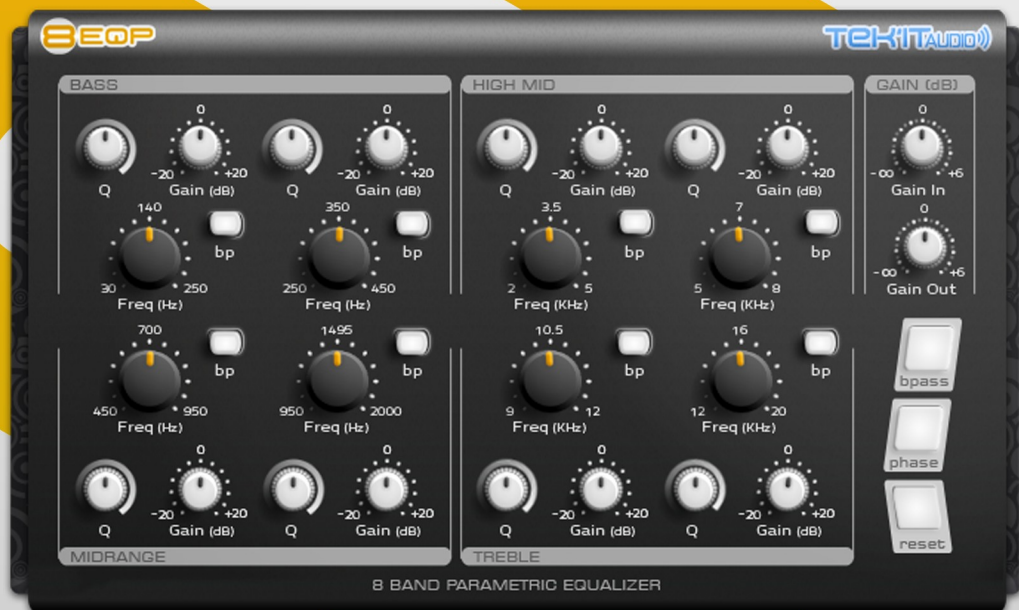 8EQP
TEK'ITAUDIO
BASS
HIGH MID
GAIN (dB)
0 0 0 0 0
-20 +20 -20 +20 -20 +20 -20 +20 -∞ +6
Q Gain (dB) Q Gain (dB) Q Gain (dB) Q Gain (dB) Gain In
140 350 3.5 7 0
bp bp bp bp
-∞ +6
30 250 250 450 2 5 5 8 Gain Out
Freq (Hz) Freq (Hz) Freq (KHz) Freq (KHz)
700 1495 10.5 16
bp bp bp bp
bpass
450 950 950 2000 9 12 12 20
Freq (Hz) Freq (Hz) Freq (KHz) Freq (KHz)
phase
0 0 0 0
-20 +20 -20 +20 -20 +20 -20 +20
Q Gain (dB) Q Gain (dB) Q Gain (dB) Q Gain (dB)
reset
MIDRANGE
TREBLE
8 BAND PARAMETRIC EQUALIZER